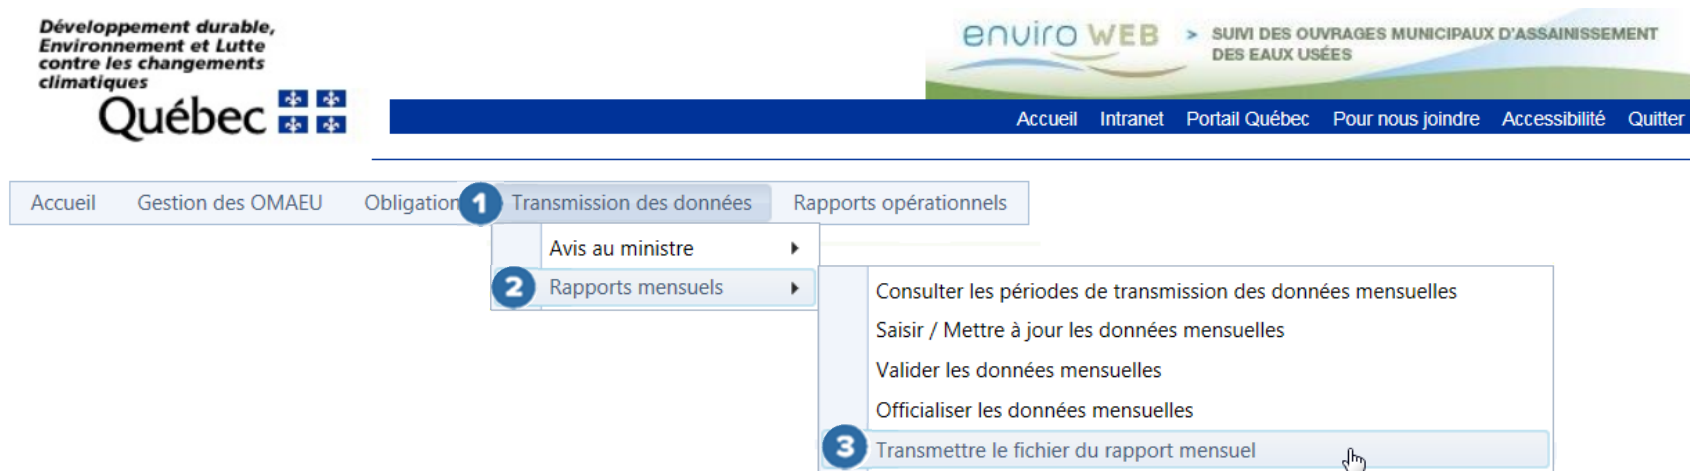 Développement durable,
Environnement et Lutte
contre les changements
climatiques
Québec
enviro WEB > SUIVI DES OUVRAGES MUNICIPAUX D'ASSAINISSEMENT
DES EAUX USÉES
Accueil Intranet Portail Québec Pour nous joindre Accessibilité Quitter
Accueil Gestion des OMAEU Obligation 1 Transmission des données Rapports opérationnels
Avis au ministre
2 Rapports mensuels
Consulter les périodes de transmission des données mensuelles
Saisir / Mettre à jour les données mensuelles
Valider les données mensuelles
Officialiser les données mensuelles
3 Transmettre le fichier du rapport mensuel